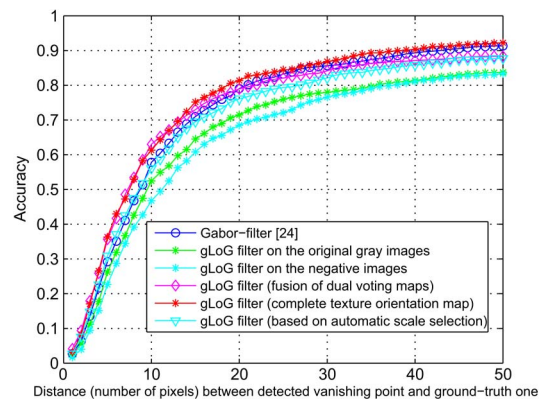 1
0.9
0.8
0.7
0.6
0.5
0.4
0.3
0.2
0.1
0
Accuracy
Gabor−filter [24]
gLoG filter on the original gray images
gLoG filter on the negative images
gLoG filter (fusion of dual voting maps)
gLoG filter (complete texture orientation map)
gLoG filter (based on automatic scale selection)
0 10 20 30 40 50
Distance (number of pixels) between detected vanishing point and ground−truth one